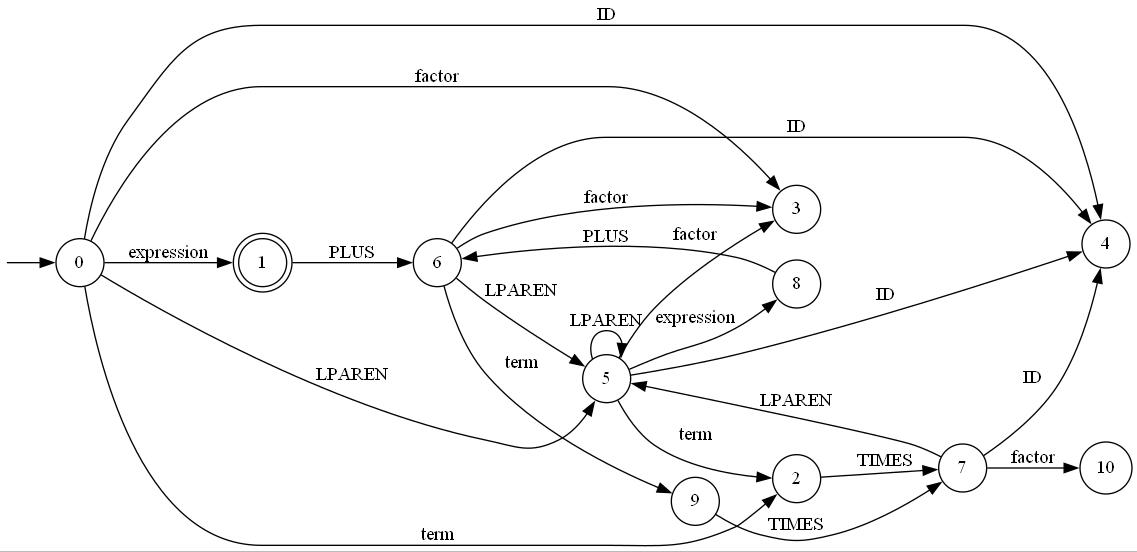 ID
factor
ID
factor
3
PLUS
factor
4
expression
PLUS
0
1
6
8
LPAREN
ID
LPAREN
expression
term
LPAREN
5
ID
LPAREN
term
TIMES
factor
2
7
10
9
TIMES
term